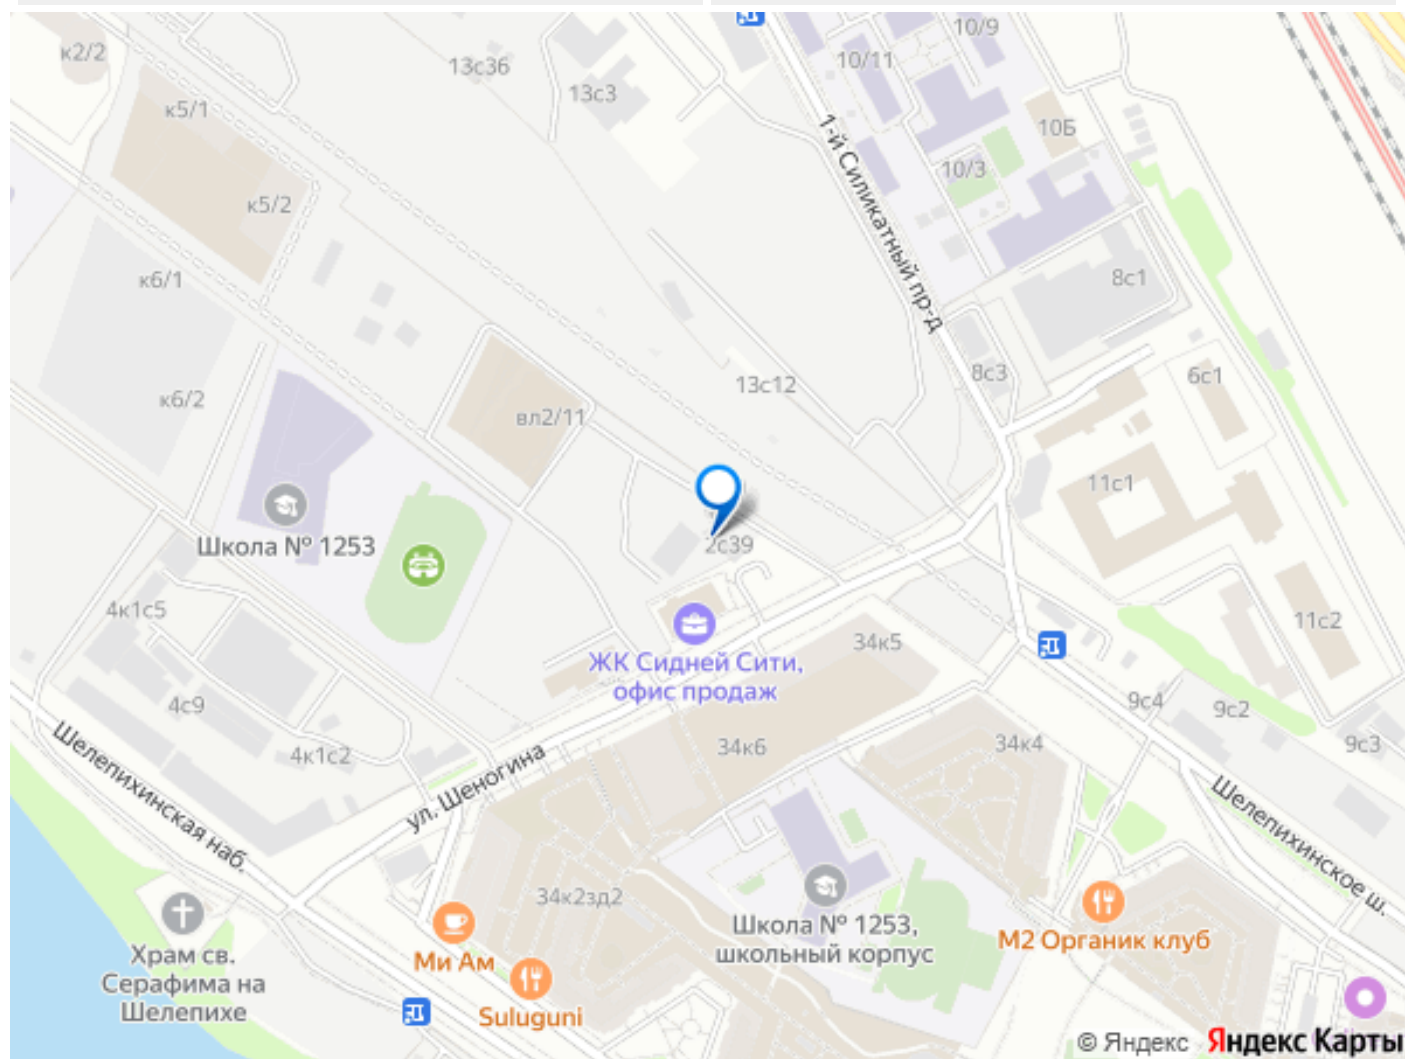 к2/2
10/9
10/11
13с36
13с3
к5/1
10Б
1-й Силикатный пр-д
10/3
к5/2
к6/1
8с1
13с12
8с3
6с1
к6/2
вл2/11
11с1
Школа № 1253
2с39
4к1с5
11с2
34к5
ЖК Сидней Сити,
офис продаж
4с9
9с4
9с2
34к6
34к4
9с3
4к1с2
Шелепихинская наб.
ул. Шеногина
Шелепихинское ш.
34к2зд2
Школа № 1253,
школьный корпус
М2 Органик клуб
Ми Ам
Храм св.
Серафима на
Шелепихе
Suluguni
© Яндекс Яндекс Карты